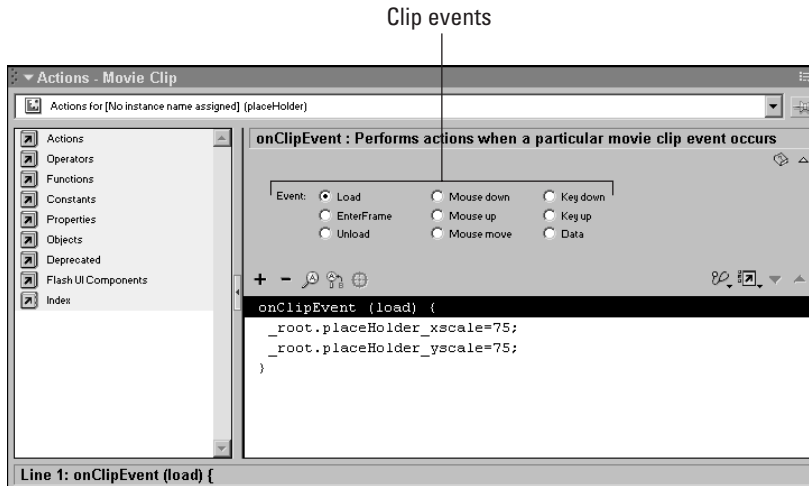 Clip events
Actions - Movie Clip
Actions for [No instance name assigned] (placeHolder)
Actions
Operators
Functions
Constants
Properties
Objects
Deprecated
Flash UI Components
Index
onClipEvent : Performs actions when a particular movie clip event occurs
Event: Load Mouse down Key down
EnterFrame Mouse up Key up
Unload Mouse move Data
onClipEvent (load) {
_root.placeHolder_xscale=75;
_root.placeHolder_yscale=75;
}
Line 1: onClipEvent (load) {